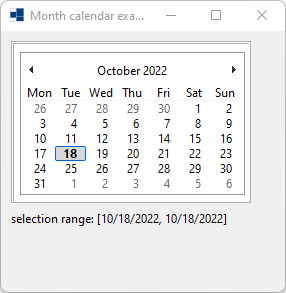 Month calendar exa...
October 2022
Mon Tue Wed Thu Fri Sat Sun
26 27 28 29 30 1 2
3 4 5 6 7 8 9
10 11 12 13 14 15 16
17 18 19 20 21 22 23
24 25 26 27 28 29 30
31 1 2 3 4 5 6
selection range: [10/18/2022, 10/18/2022]